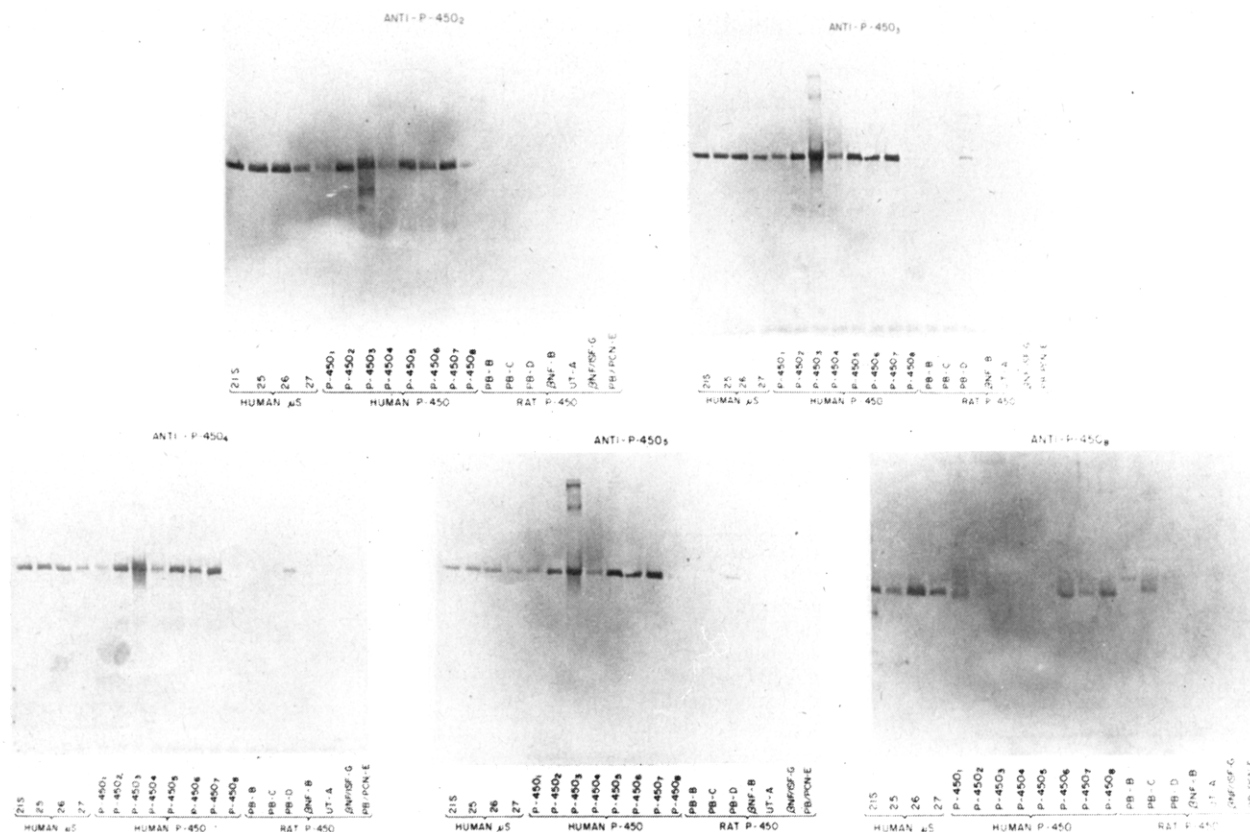 ANTI-P-450₂
21S 25 26 27 P-450₁ P-450₂ P-450₃ P-450₄ P-450₅ P-450₆ P-450₇ P-450₈ PB-B PB-C PB-D βNF-B UT-A βNF/ISF-G PB/PCN-E
HUMAN μS HUMAN P-450 RAT P-450
ANTI-P-450₃
21S 25 26 27 P-450₁ P-450₂ P-450₃ P-450₄ P-450₅ P-450₆ P-450₇ P-450₈ PB-B PB-C PB-D βNF-B UT-A βNF/ISF-G PB/PCN-E
HUMAN μS HUMAN P-450 RAT P-450
ANTI-P-450₄
21S 25 26 27 P-450₁ P-450₂ P-450₃ P-450₄ P-450₅ P-450₆ P-450₇ P-450₈ PB-B PB-C PB-D βNF-B UT-A βNF/ISF-G PB/PCN-E
HUMAN μS HUMAN P-450 RAT P-450
ANTI-P-450₅
21S 25 26 27 P-450₁ P-450₂ P-450₃ P-450₄ P-450₅ P-450₆ P-450₇ P-450₈ PB-B PB-C PB-D βNF-B UT-A βNF/ISF-G PB/PCN-E
HUMAN μS HUMAN P-450 RAT P-450
ANTI-P-450₈
21S 25 26 27 P-450₁ P-450₂ P-450₃ P-450₄ P-450₅ P-450₆ P-450₇ P-450₈ PB-B PB-C PB-D βNF-B UT-A
HUMAN μS HUMAN P-450 RAT P-450